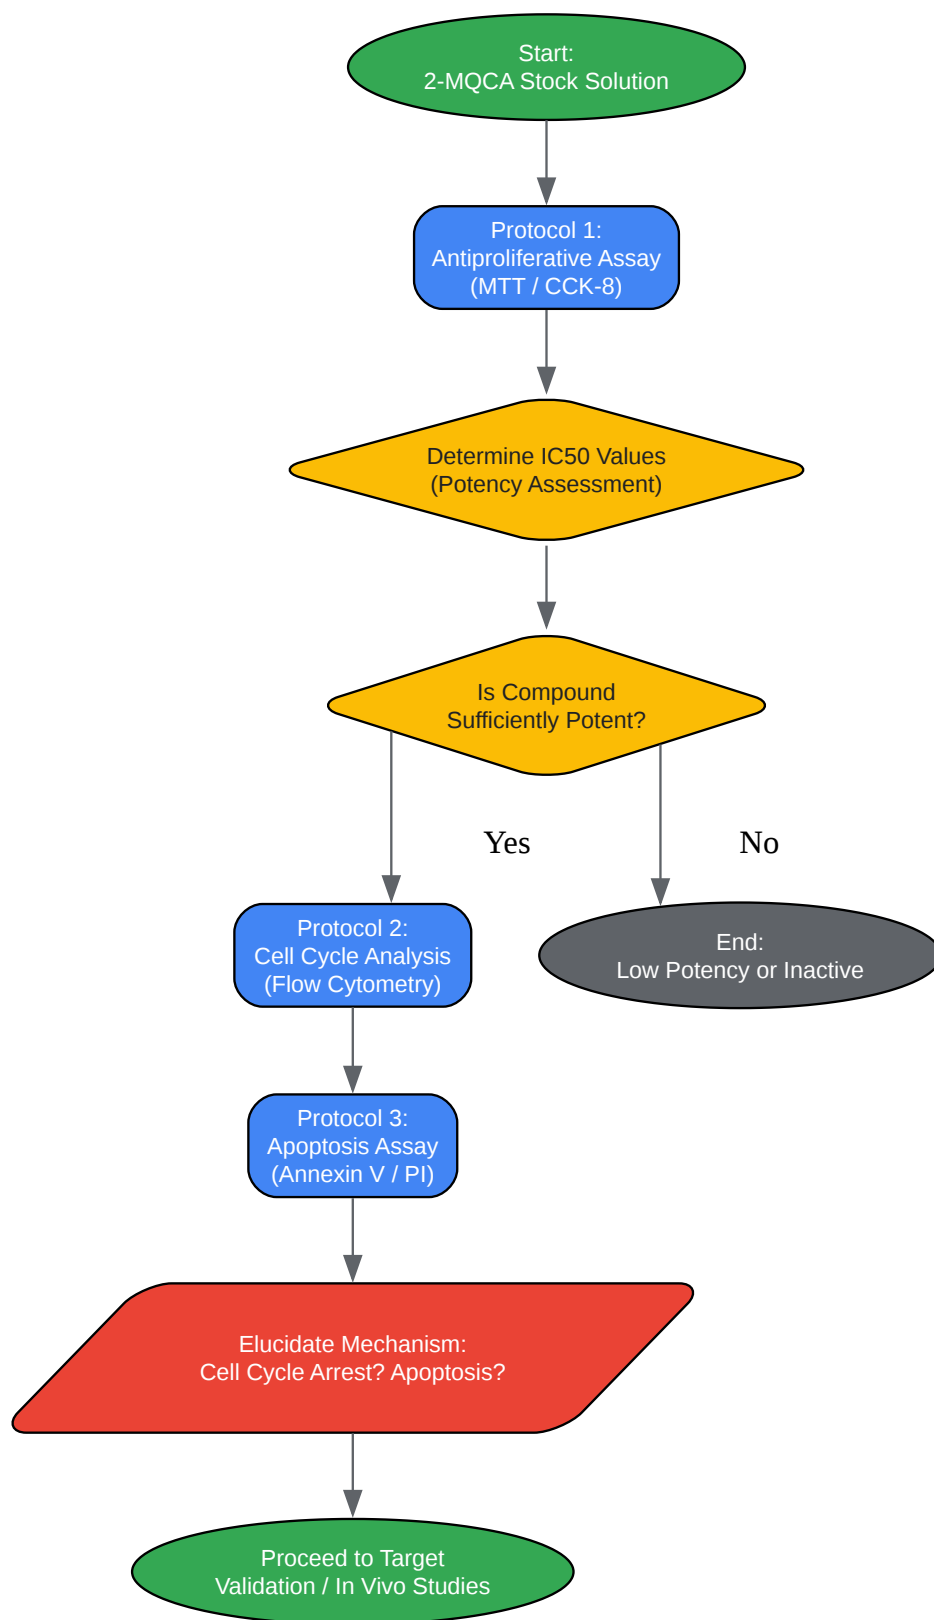 Start:
2-MQCA Stock Solution
Protocol 1:
Antiproliferative Assay
(MTT / CCK-8)
Determine IC50 Values
(Potency Assessment)
Is Compound
Sufficiently Potent?
Yes
No
Protocol 2:
Cell Cycle Analysis
(Flow Cytometry)
End:
Low Potency or Inactive
Protocol 3:
Apoptosis Assay
(Annexin V / PI)
Elucidate Mechanism:
Cell Cycle Arrest? Apoptosis?
Proceed to Target
Validation / In Vivo Studies